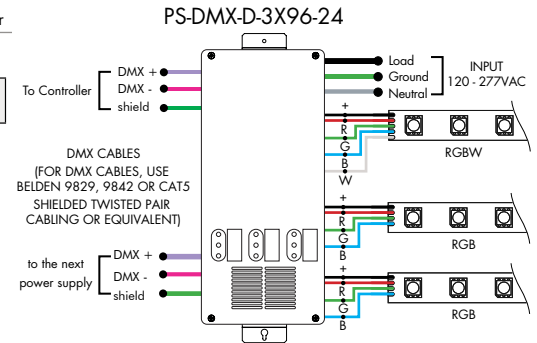 r
PS-DMX-D-3X96-24
To Controller
DMX +
DMX -
shield
DMX CABLES
(FOR DMX CABLES, USE
BELDEN 9829, 9842 OR CAT5
SHIELDED TWISTED PAIR
CABLING OR EQUIVALENT)
to the next
power supply
DMX +
DMX -
shield
Load
Ground
Neutral
INPUT
120 - 277VAC
+
R
G
B
W
RGBW
+
R
G
B
RGB
+
R
G
B
RGB